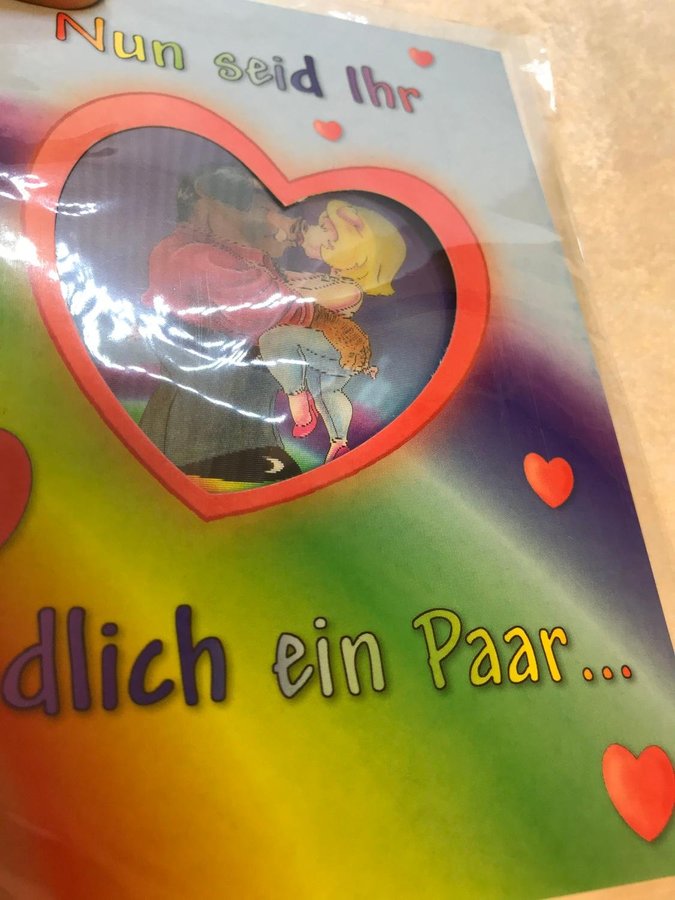 Nun seid Ihr
dlich ein Paar...